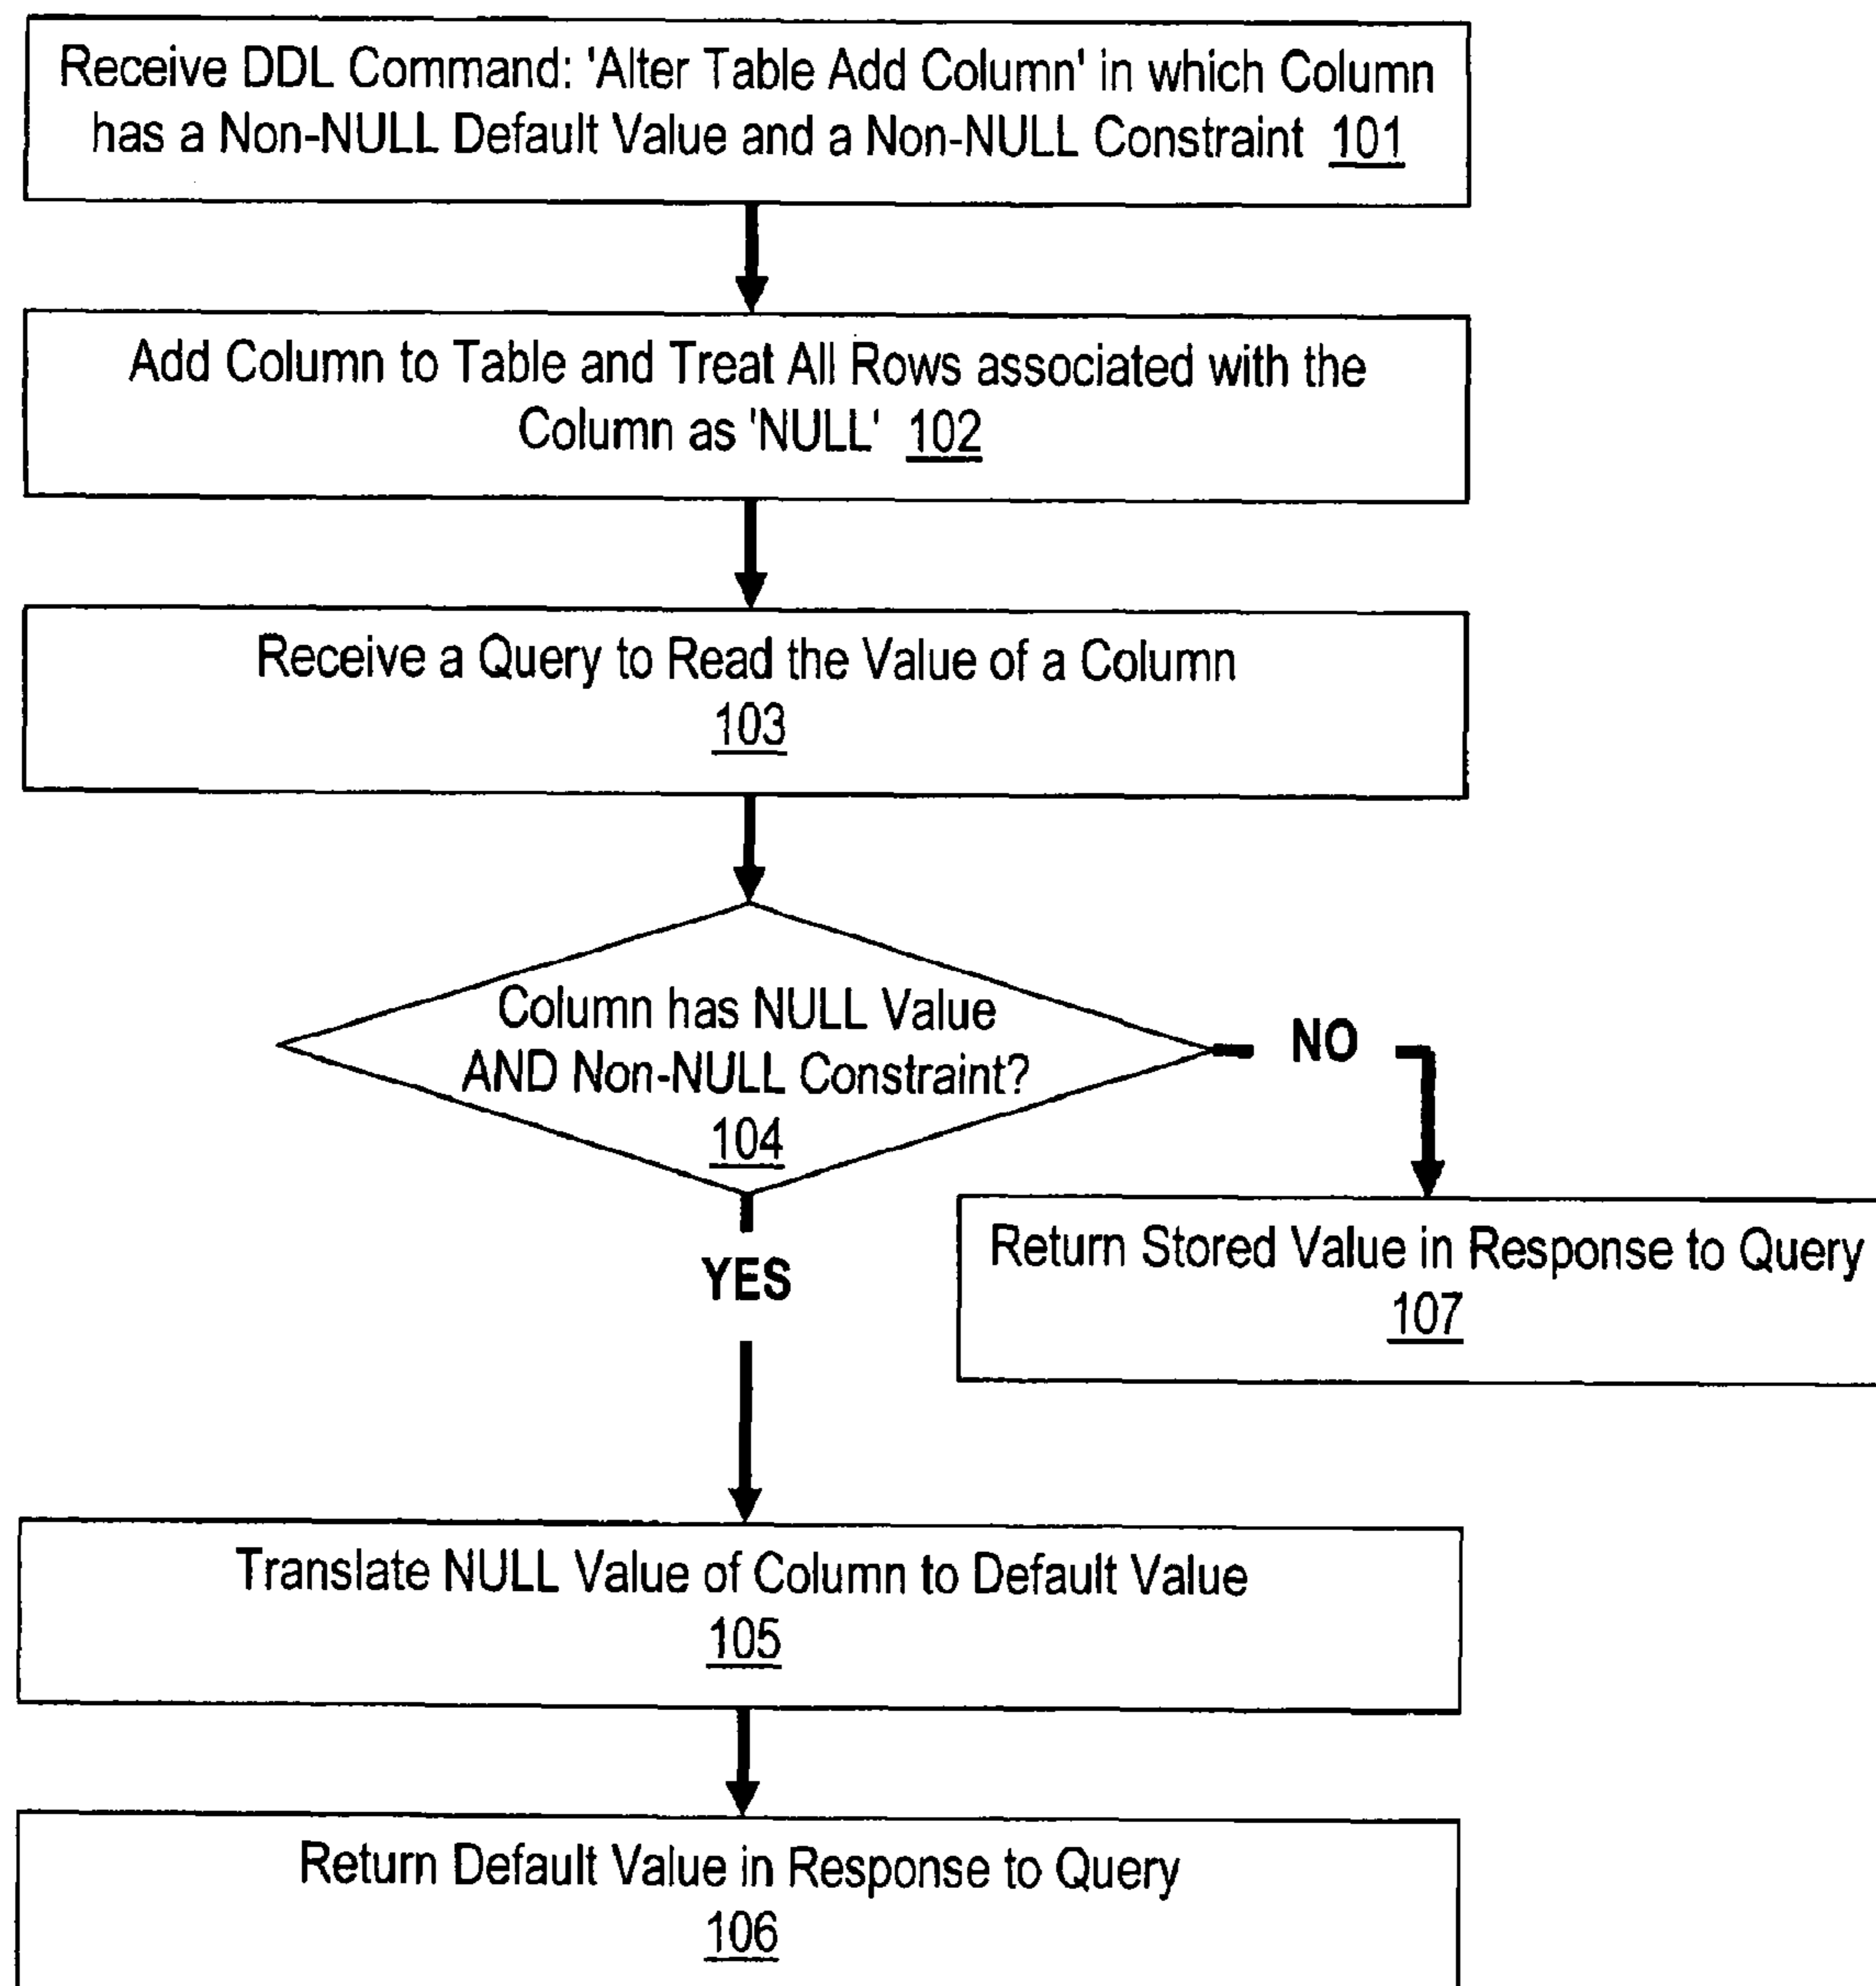 Receive DDL Command: 'Alter Table Add Column' in which Column
has a Non-NULL Default Value and a Non-NULL Constraint 101
Add Column to Table and Treat All Rows associated with the
Column as 'NULL' 102
Receive a Query to Read the Value of a Column
103
Column has NULL Value
AND Non-NULL Constraint?
104
NO
YES
Return Stored Value in Response to Query
107
Translate NULL Value of Column to Default Value
105
Return Default Value in Response to Query
106